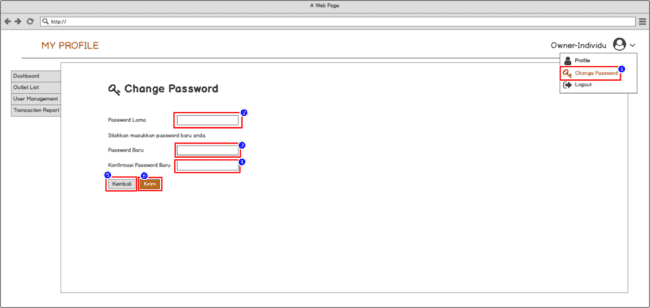 A Web Page
http://
MY PROFILE
Owner-Individu
Profile
Change Password
1
Logout
Dashboard
Outlet List
User Management
Transaction Report
Change Password
Password Lama
2
Silahkan masukkan password baru anda.
Password Baru
3
Konfirmasi Password Baru
4
5
6
Kembali
Kirim